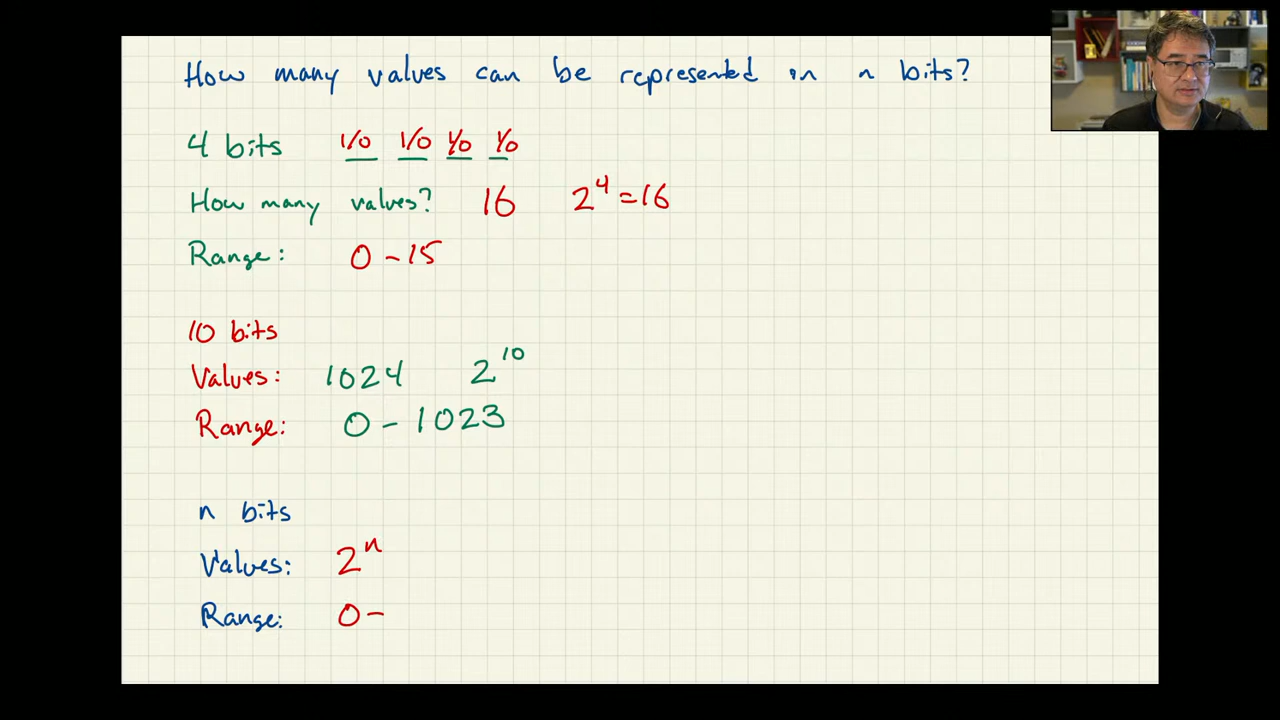 How many values can be represented in n bits?
4 bits 1/0 1/0 1/0 1/0
How many values? 16 2^4 = 16
Range: 0 - 15
10 bits
Values: 1024 2^10
Range: 0 - 1023
n bits
Values: 2^n
Range: 0 -